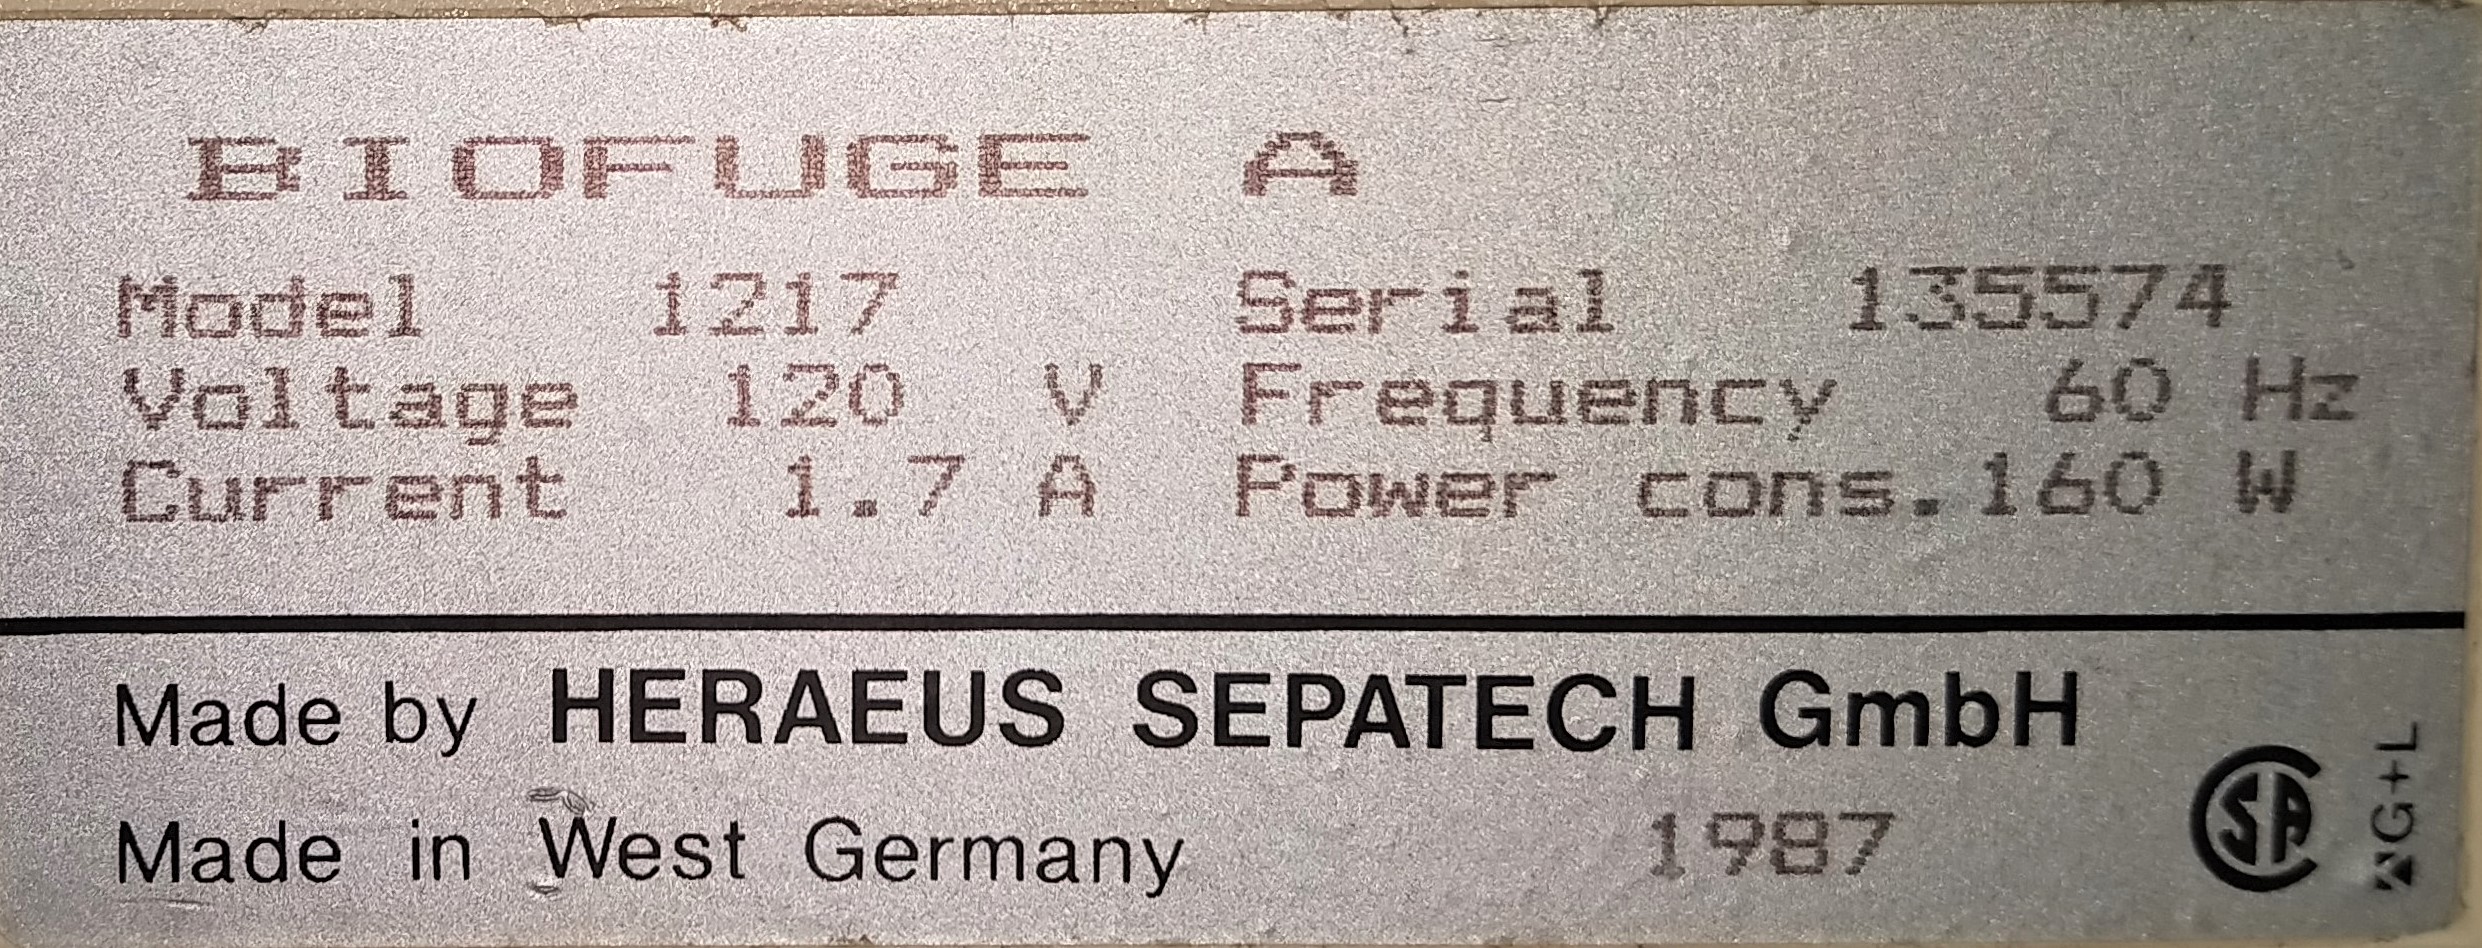 BIOFUGE A
Model 1217 Serial 135574
Voltage 120 V Frequency 60 Hz
Current 1.7 A Power cons. 160 W
Made by HERAEUS SEPATECH GmbH
Made in West Germany 1987
CSA
G+L